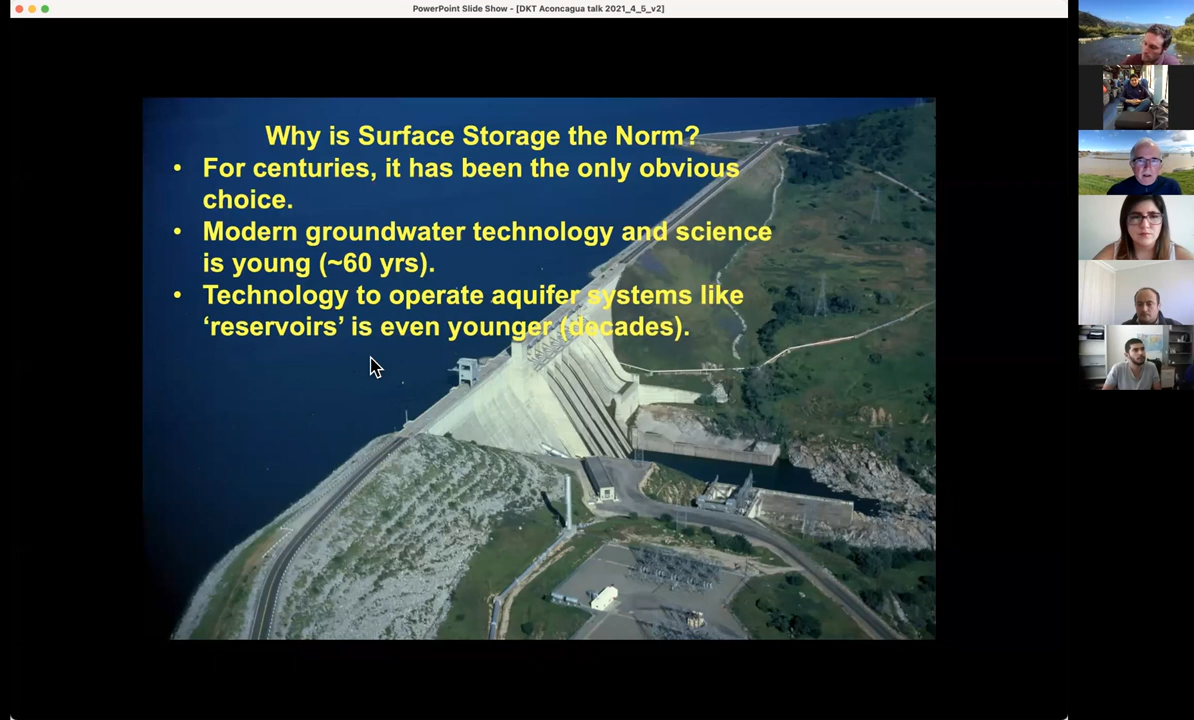 PowerPoint Slide Show - [DKT Aconcagua talk 2021_4_5_v2]
Why is Surface Storage the Norm?
• For centuries, it has been the only obvious
choice.
• Modern groundwater technology and science
is young (~60 yrs).
• Technology to operate aquifer systems like
‘reservoirs’ is even younger (decades).